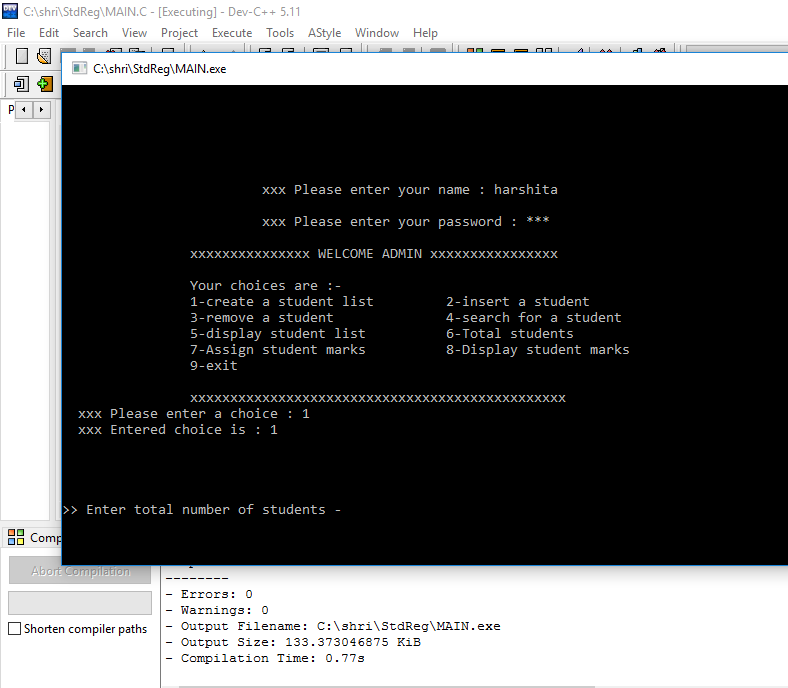 C:\shri\StdReg\MAIN.C - [Executing] - Dev-C++ 5.11
File Edit Search View Project Execute Tools AStyle Window Help
C:\shri\StdReg\MAIN.exe
P
xxx Please enter your name : harshita
xxx Please enter your password : ***
xxxxxxxxxxxxxxx WELCOME ADMIN xxxxxxxxxxxxxxxx
Your choices are :-
1-create a student list 2-insert a student
3-remove a student 4-search for a student
5-display student list 6-Total students
7-Assign student marks 8-Display student marks
9-exit
xxxxxxxxxxxxxxxxxxxxxxxxxxxxxxxxxxxxxxxxxxxxxxx
xxx Please enter a choice : 1
xxx Entered choice is : 1
>> Enter total number of students -
Comp
Abort Compilation
--------
- Errors: 0
- Warnings: 0
- Output Filename: C:\shri\StdReg\MAIN.exe
- Output Size: 133.373046875 KiB
- Compilation Time: 0.77s
Shorten compiler paths